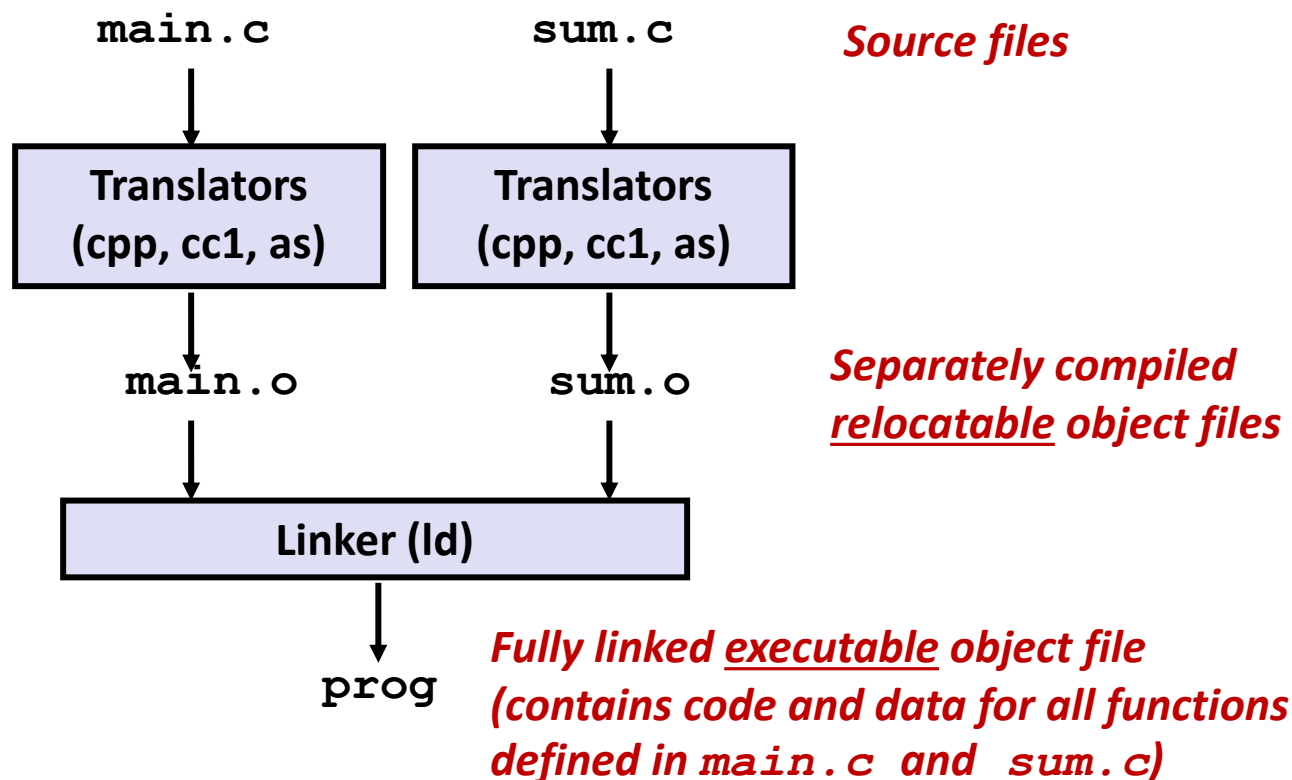 main.c sum.c Source files
Translators Translators
(cpp, cc1, as) (cpp, cc1, as)
main.o sum.o Separately compiled
relocatable object files
Linker (ld)
Fully linked executable object file
prog (contains code and data for all functions
defined in main.c and sum.c)